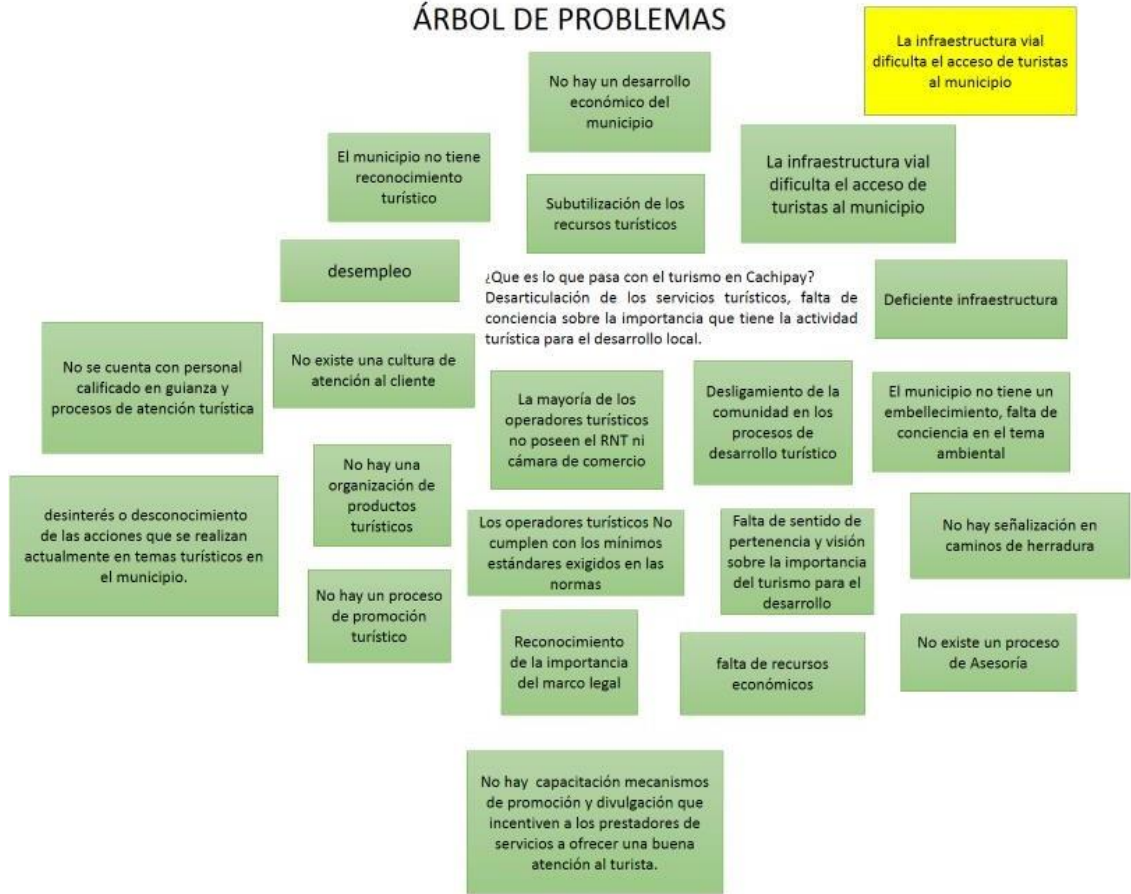 ÁRBOL DE PROBLEMAS
La infraestructura vial
dificulta el acceso de turistas
al municipio
No hay un desarrollo
económico del
municipio
La infraestructura vial
dificulta el acceso de
turistas al municipio
El municipio no tiene
reconocimiento
turístico
Subutilización de los
recursos turísticos
desempleo
¿Que es lo que pasa con el turismo en Cachipay?
Desarticulación de los servicios turísticos, falta de
conciencia sobre la importancia que tiene la actividad
turística para el desarrollo local.
Deficiente infraestructura
No se cuenta con personal
calificado en guianza y
procesos de atención turística
No existe una cultura de
atención al cliente
La mayoría de los
operadores turísticos
no poseen el RNT ni
cámara de comercio
Desligamiento de la
comunidad en los
procesos de
desarrollo turístico
El municipio no tiene un
embellecimiento, falta de
conciencia en el tema
ambiental
No hay una
organización de
productos
turísticos
desinterés o desconocimiento
de las acciones que se realizan
actualmente en temas turísticos en
el municipio.
Los operadores turísticos No
cumplen con los mínimos
estándares exigidos en las
normas
Falta de sentido de
pertenencia y visión
sobre la importancia
del turismo para el
desarrollo
No hay señalización en
caminos de herradura
No hay un proceso
de promoción
turístico
Reconocimiento
de la importancia
del marco legal
falta de recursos
económicos
No existe un proceso
de Asesoría
No hay capacitación mecanismos
de promoción y divulgación que
incentiven a los prestadores de
servicios a ofrecer una buena
atención al turista.